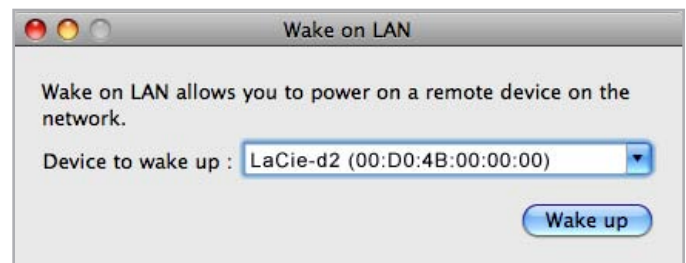 Wake on LAN
Wake on LAN allows you to power on a remote device on the
network.
Device to wake up : LaCie-d2 (00:D0:4B:00:00:00)
Wake up